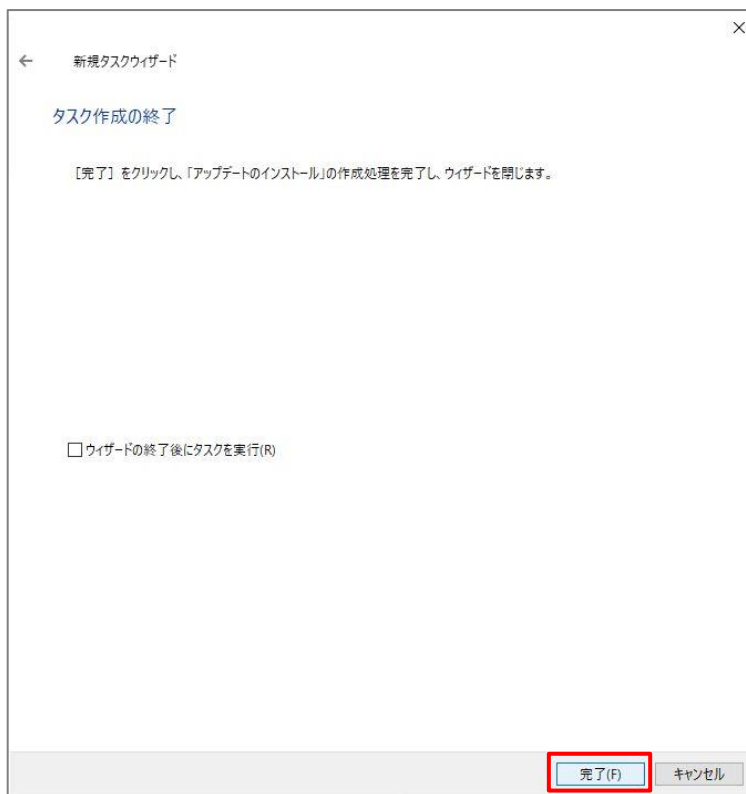 新規タスクウィザード
タスク作成の終了
[完了] をクリックし、「アップデートのインストール」の作成処理を完了し、ウィザードを閉じます。
ウィザードの終了後にタスクを実行(R)
完了(F) キャンセル